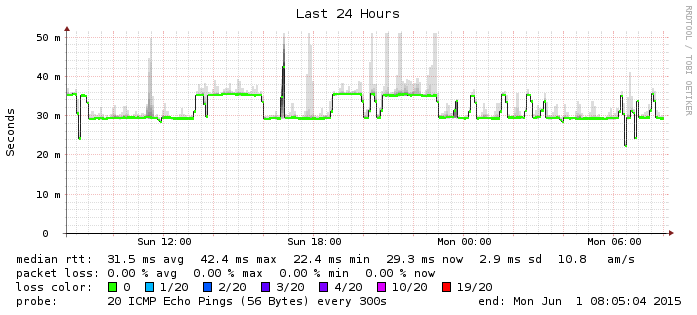 Last 24 Hours
RRDTOOL / TOBI OETIKER
Seconds
50 m
40 m
30 m
20 m
10 m
0
Sun 12:00 Sun 18:00 Mon 00:00 Mon 06:00
median rtt: 31.5 ms avg 42.4 ms max 22.4 ms min 29.3 ms now 2.9 ms sd 10.8 am/s
packet loss: 0.00 % avg 0.00 % max 0.00 % min 0.00 % now
loss color: 0 1/20 2/20 3/20 4/20 10/20 19/20
probe: 20 ICMP Echo Pings (56 Bytes) every 300s end: Mon Jun 1 08:05:04 2015